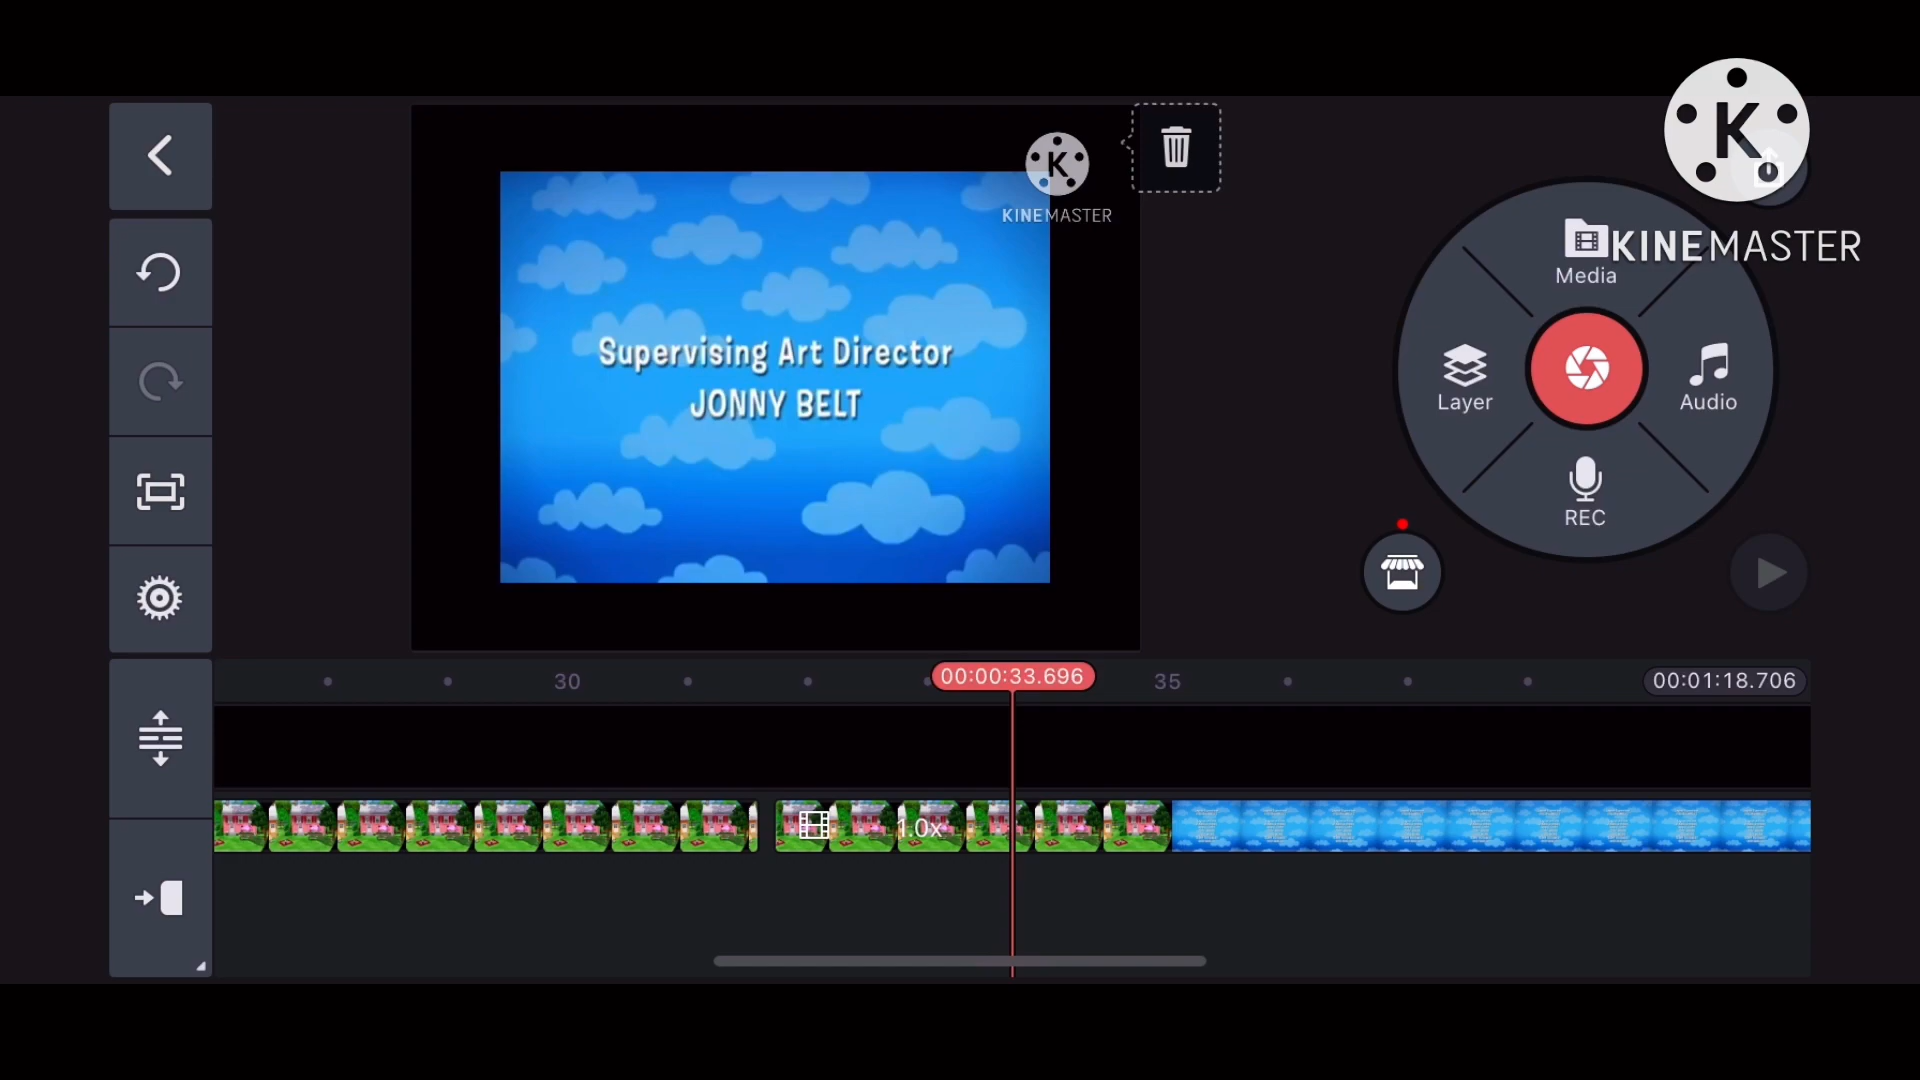 K
KINEMASTER
K
KINEMASTER
Media
Layer
Audio
REC
Supervising Art Director
JONNY BELT
30
00:00:33.696
35
00:01:18.706
1.0x